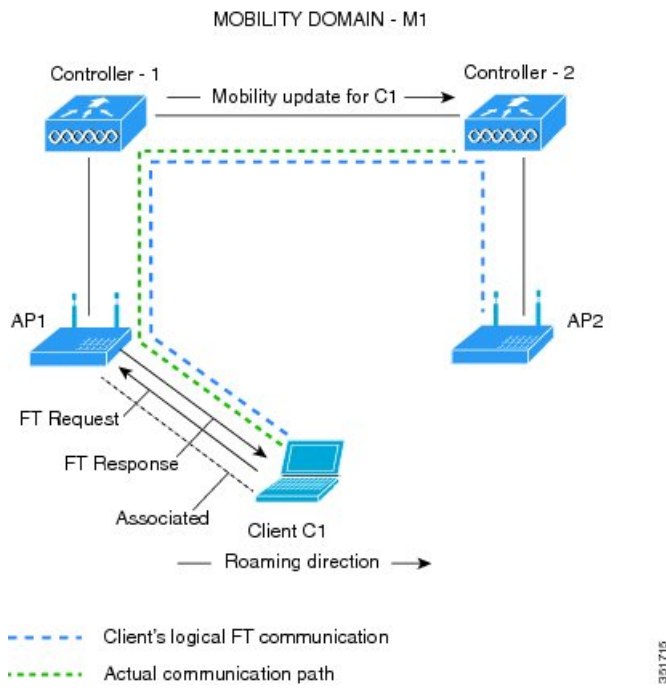 MOBILITY DOMAIN - M1
Controller - 1
Controller - 2
Mobility update for C1
AP1
AP2
FT Request
FT Response
Associated
Client C1
Roaming direction
Client's logical FT communication
Actual communication path
351715